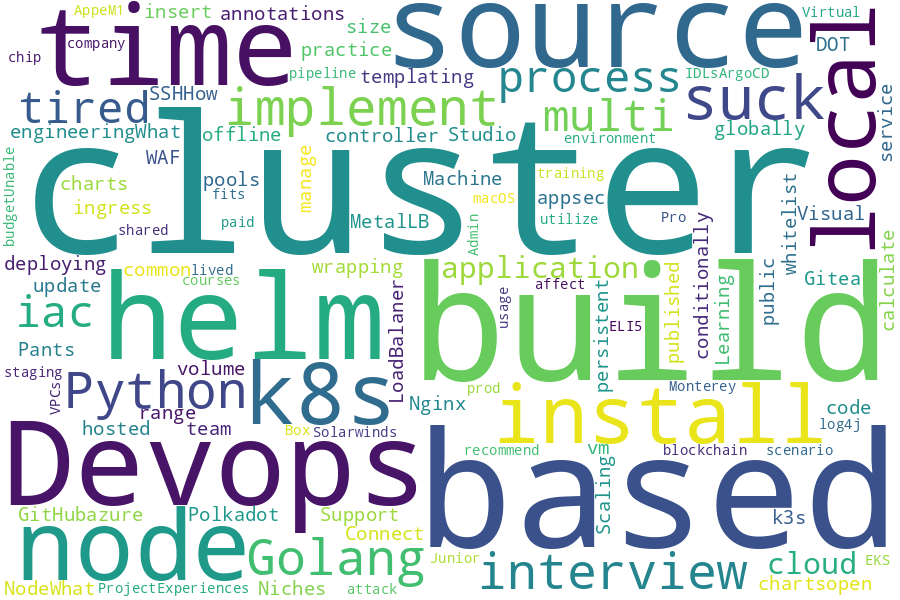 AppeM1
insert
annotations
source
Virtual
time
size
local
company
DOT
chip
practice
process
pipeline
templating
IDLsArgoCD
SSHHow
tired
implement
suck
multi
service
engineeringWhat
offline
controller
Studio
environment
globally
cluster
WAF
budgetUnable
charts
pools
manage
Machine
training
fits
appsec
macOS
whitelist
ingress
paid
MetalLB
utilize
Pro
Visual
shared
Admin
conditionally
deploying
common
lived
wrapping
application
public
update
courses
helm
usage
affect
persistent
published
Learning
Gitea
calculate
build
iac
ELI5
Pants
LoadBalaner
volume
k8s
staging
VPCs
Python
prod
Monterey
range
Nginx
install
code
hosted
team
Box
Solarwinds
log4j
Devops
based
recommend
vm
Scaling
blockchain
scenario
GitHubazure
Polkadot
Support
k3s
node
Connect
Golang
Junior
interview
cloud
EKS
NodeWhat
ProjectExperiences
Niches
attack
chartsopen